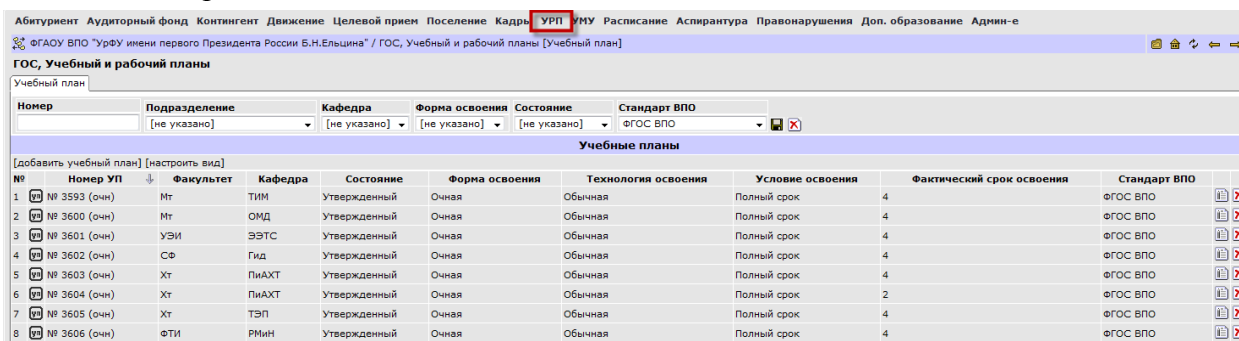 Абитуриент Аудиторный фонд Контингент Движение Целевой прием Поселение Кадры УРП УМУ Расписание Аспирантура Правонарушения Доп. образование Админ-е
ФГАОУ ВПО "УрФУ имени первого Президента России Б.Н.Ельцина" / ГОС, Учебный и рабочий планы [Учебный план]
ГОС, Учебный и рабочий планы
Учебный план
Номер Подразделение Кафедра Форма освоения Состояние Стандарт ВПО
[не указано] [не указано] [не указано] [не указано] ФГОС ВПО
Учебные планы
[добавить учебный план] [настроить вид]
№ Номер УП Факультет Кафедра Состояние Форма освоения Технология освоения Условие освоения Фактический срок освоения Стандарт ВПО
1 уп № 3593 (очн) Мт ТИМ Утвержденный Очная Обычная Полный срок 4 ФГОС ВПО
2 уп № 3600 (очн) Мт ОМД Утвержденный Очная Обычная Полный срок 4 ФГОС ВПО
3 уп № 3601 (очн) УЭИ ЭЭТС Утвержденный Очная Обычная Полный срок 4 ФГОС ВПО
4 уп № 3602 (очн) СФ Гид Утвержденный Очная Обычная Полный срок 4 ФГОС ВПО
5 уп № 3603 (очн) Хт ПиАХТ Утвержденный Очная Обычная Полный срок 4 ФГОС ВПО
6 уп № 3604 (очн) Хт ПиАХТ Утвержденный Очная Обычная Полный срок 2 ФГОС ВПО
7 уп № 3605 (очн) Хт ТЭП Утвержденный Очная Обычная Полный срок 4 ФГОС ВПО
8 уп № 3606 (очн) ФТИ РМиН Утвержденный Очная Обычная Полный срок 4 ФГОС ВПО